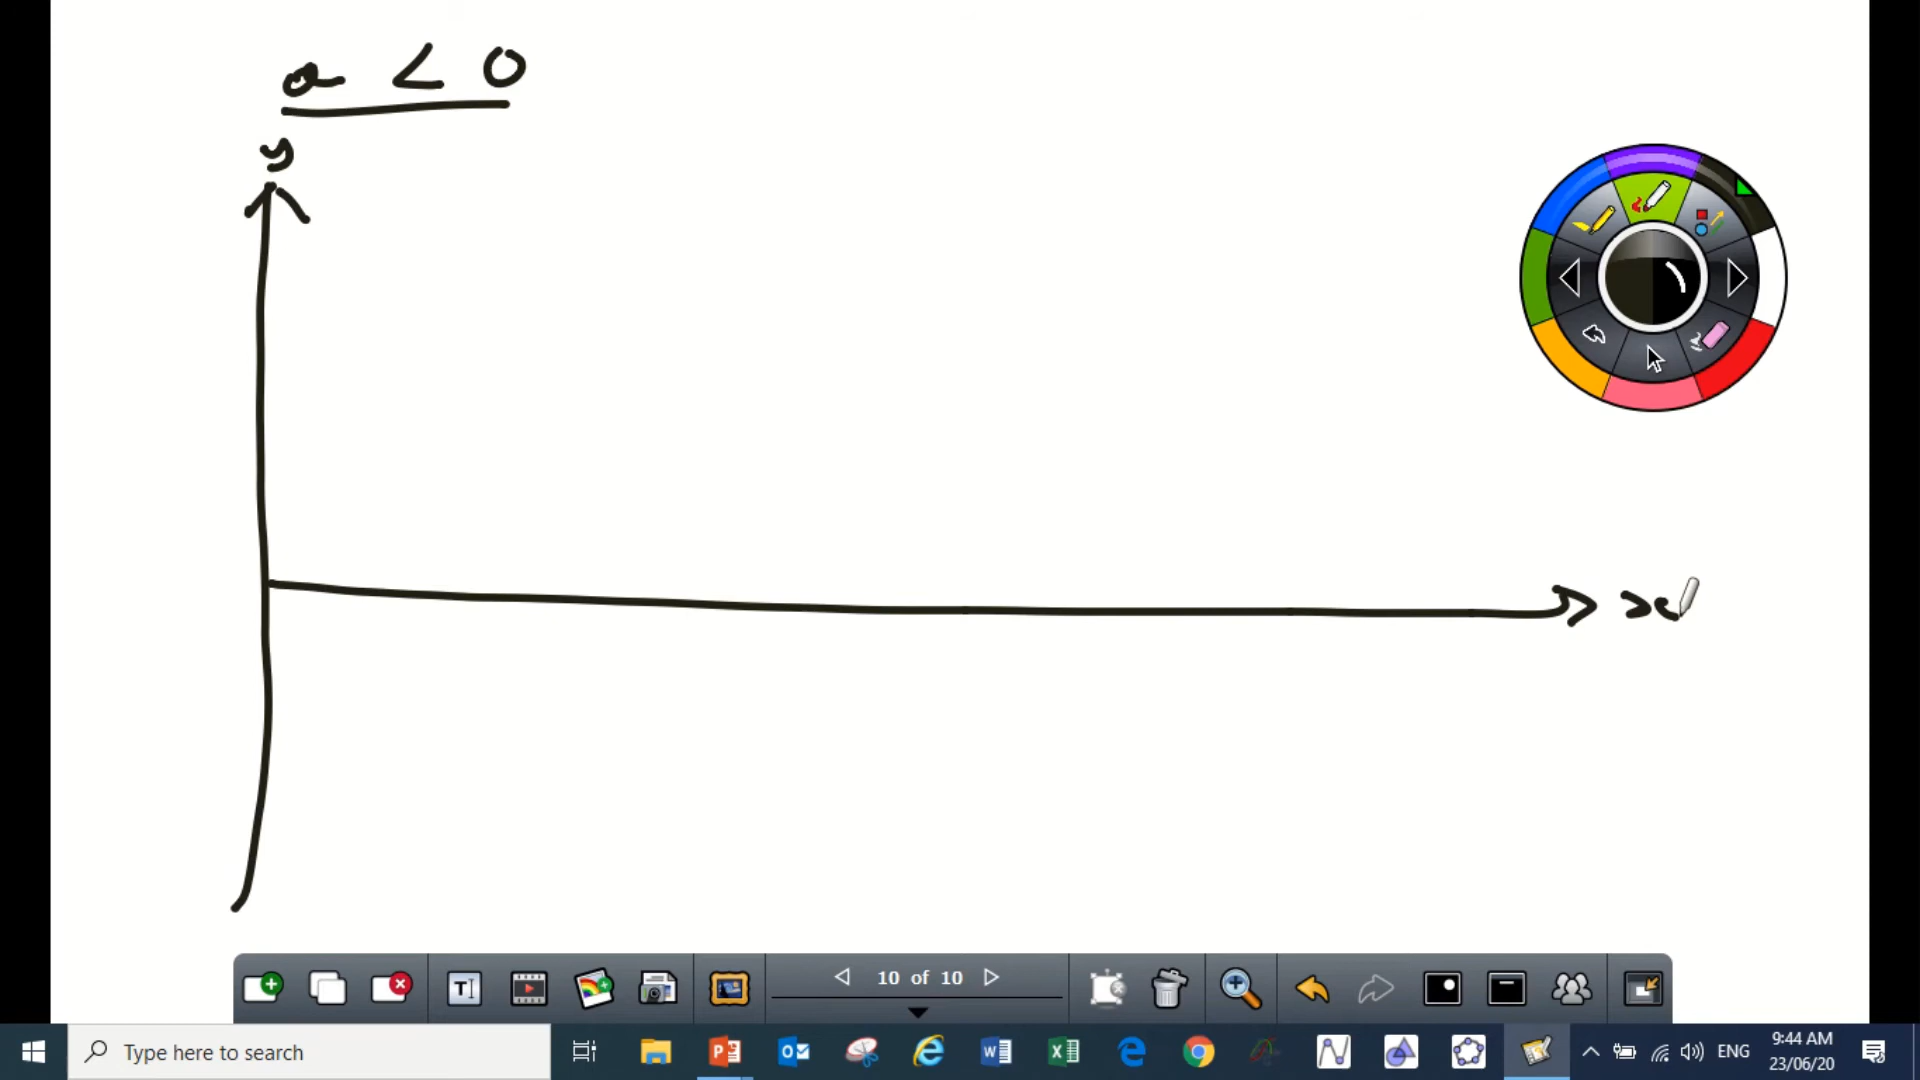 a < 0
y
x
T
10 of 10
Type here to search
ENG
9:44 AM
23/06/20